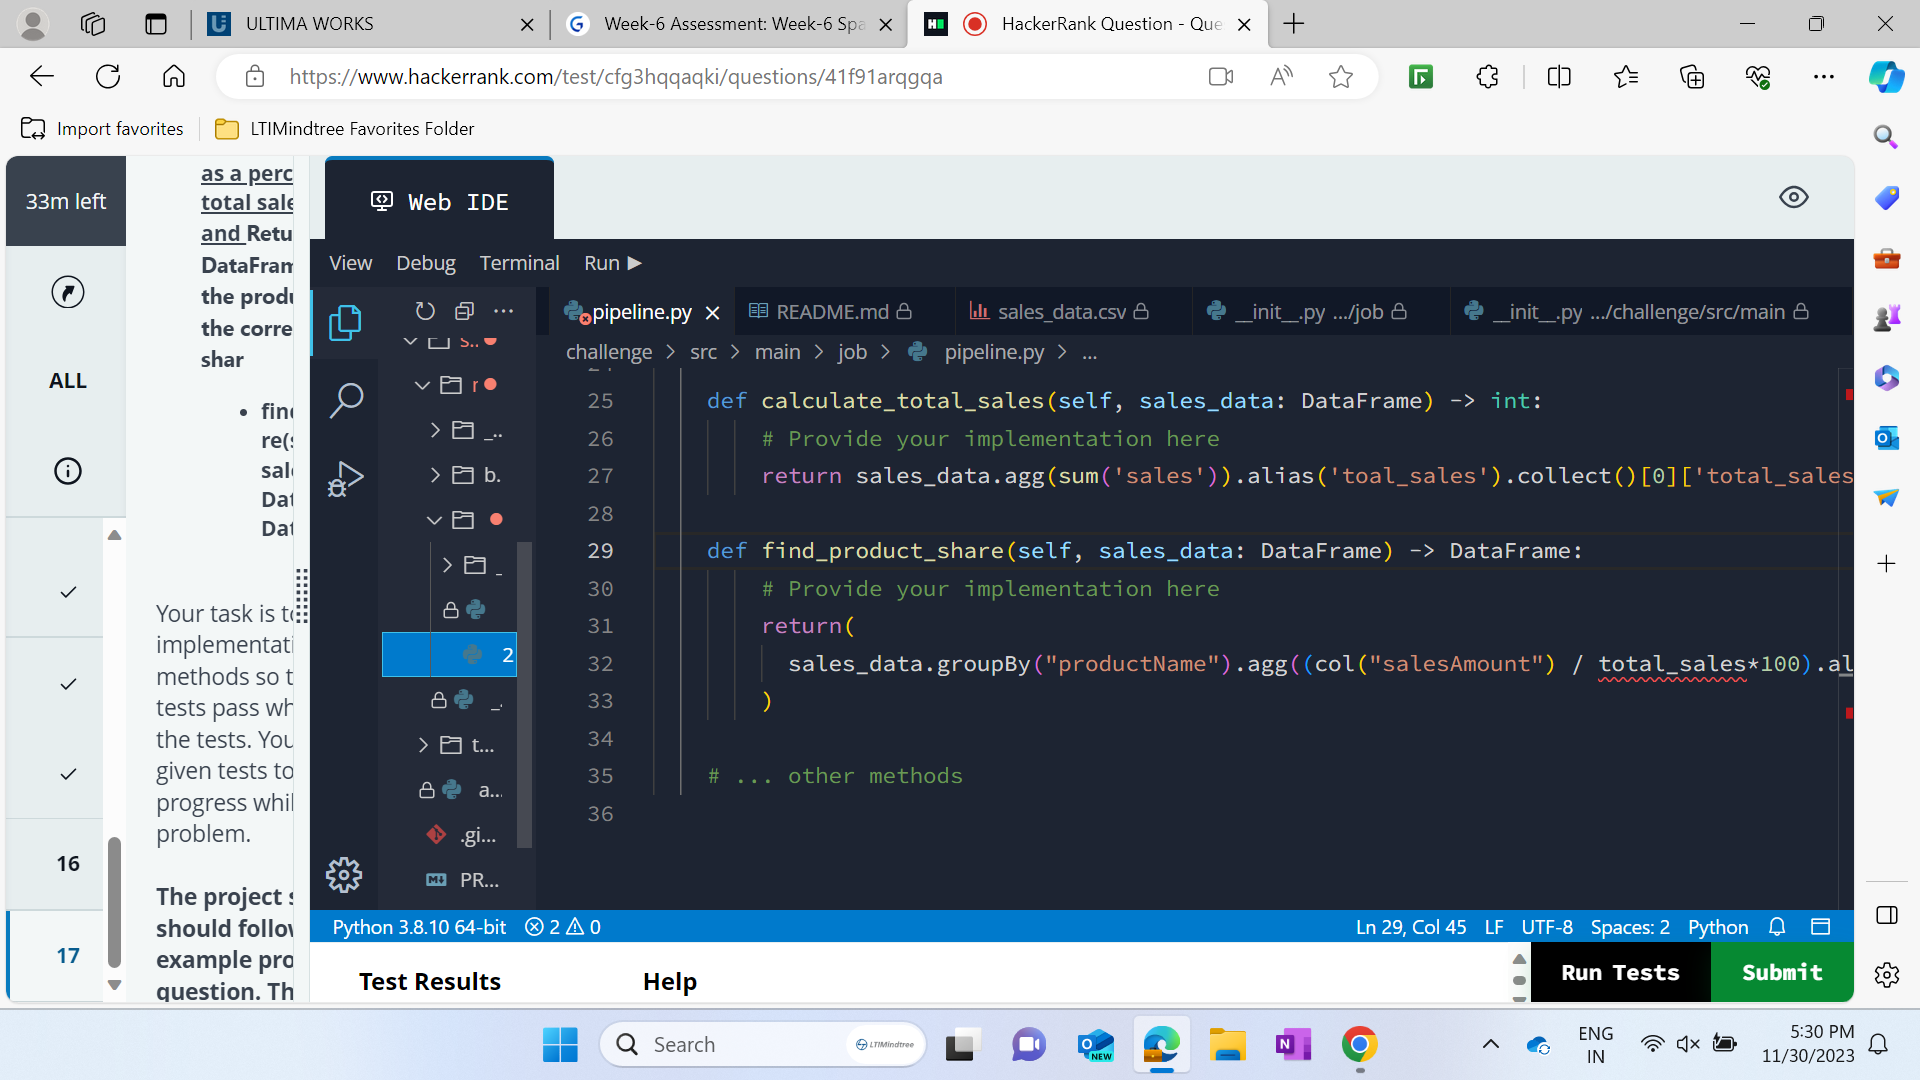 ULTIMA WORKS
Week-6 Assessment: Week-6 Spa
HackerRank Question - Que
https://www.hackerrank.com/test/cfg3hqqaqki/questions/41f91arqgqa
Import favorites
LTIMindtree Favorites Folder
33m left
ALL
16
17
as a perc
total sale
and Retu
DataFram
the produ
the corre
shar
• find
re(s
sale
Dat
Dat
Your task is to
implementati
methods so t
tests pass wh
the tests. You
given tests to
progress whil
problem.
The project s
should follow
example pro
question. Th
Web IDE
View Debug Terminal Run ▶
pipeline.py
README.md
sales_data.csv
__init__.py .../job
__init__.py .../challenge/src/main
challenge > src > main > job > pipeline.py > ...
s..
r
_..
b.
_
2
_.
t...
a...
.gi...
PR...
24
25 def calculate_total_sales(self, sales_data: DataFrame) -> int:
26 # Provide your implementation here
27 return sales_data.agg(sum('sales')).alias('toal_sales').collect()[0]['total_sales
28
29 def find_product_share(self, sales_data: DataFrame) -> DataFrame:
30 # Provide your implementation here
31 return(
32 sales_data.groupBy("productName").agg((col("salesAmount") / total_sales*100).al
33 )
34
35 # ... other methods
36
Python 3.8.10 64-bit
2 0
Ln 29, Col 45 LF UTF-8 Spaces: 2 Python
Test Results
Help
Run Tests
Submit
Search
LTIMindtree
NEW
ENG
IN
5:30 PM
11/30/2023